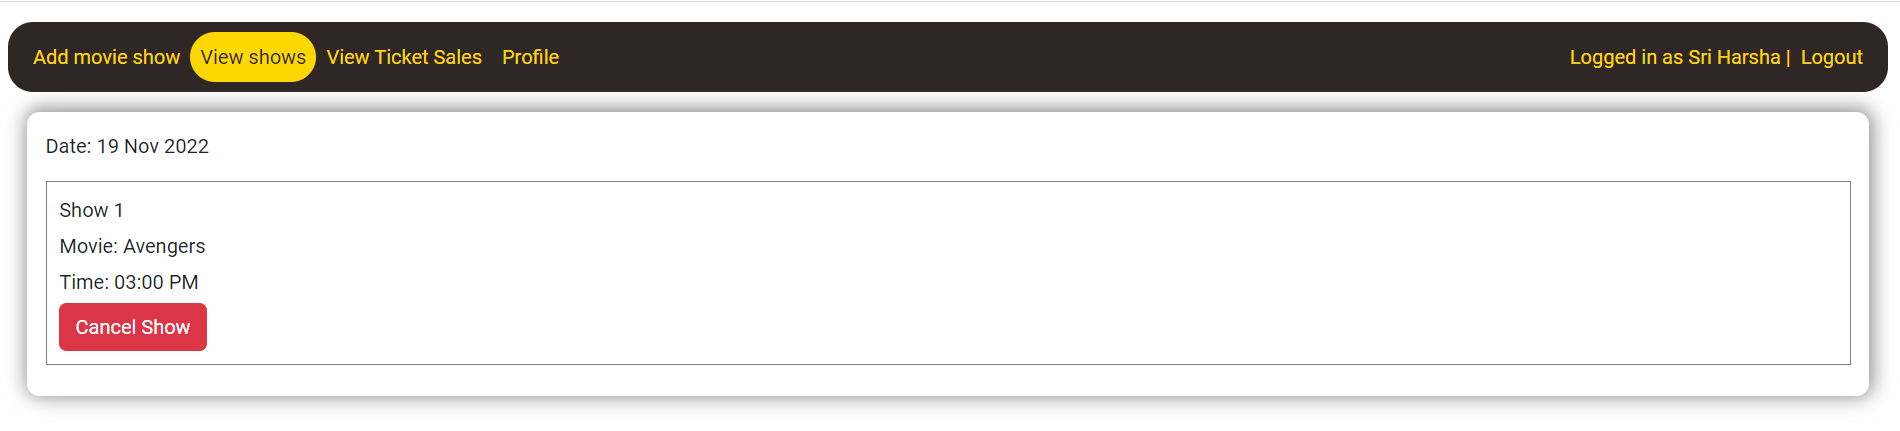 Add movie show View shows View Ticket Sales Profile Logged in as Sri Harsha | Logout
Date: 19 Nov 2022
Show 1
Movie: Avengers
Time: 03:00 PM
Cancel Show